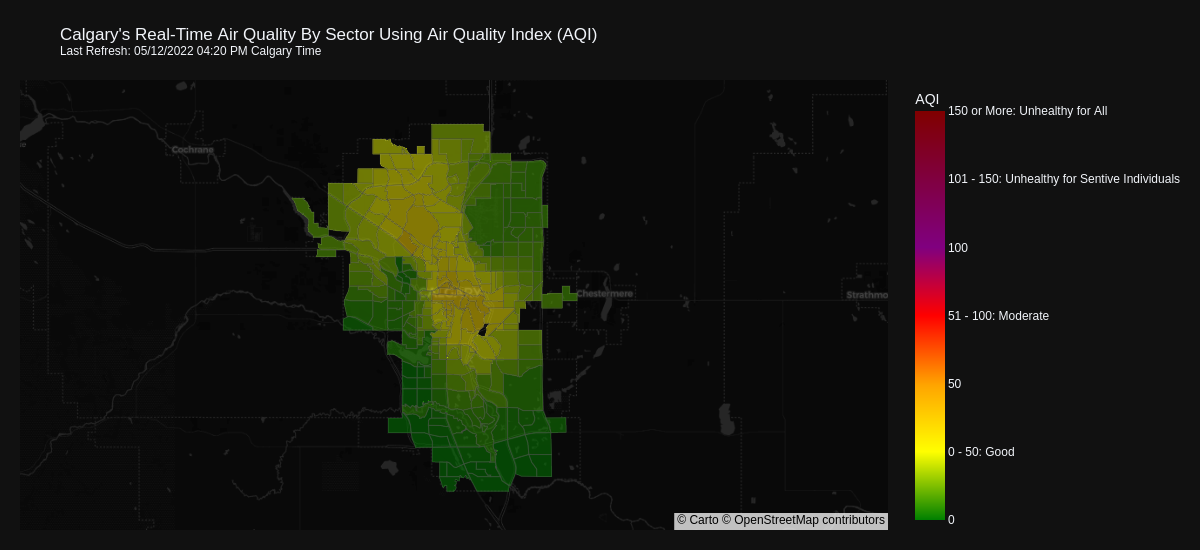 Calgary's Real-Time Air Quality By Sector Using Air Quality Index (AQI)
Last Refresh: 05/12/2022 04:20 PM Calgary Time
AQI
150 or More: Unhealthy for All
Cochrane
101 - 150: Unhealthy for Sentive Individuals
100
Chestermere
Strathmo
51 - 100: Moderate
50
0 - 50: Good
© Carto © OpenStreetMap contributors
0